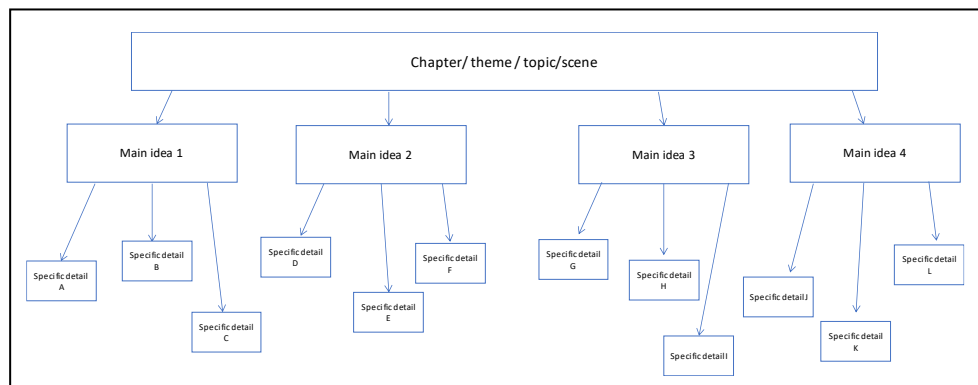 Chapter/ theme / topic/scene
Main idea 1
Main idea 2
Main idea 3
Main idea 4
Specific detail
A
Specific detail
B
Specific detail
C
Specific detail
D
Specific detail
E
Specific detail
F
Specific detail
G
Specific detail
H
Specific detail I
Specific detail J
Specific detail
K
Specific detail
L